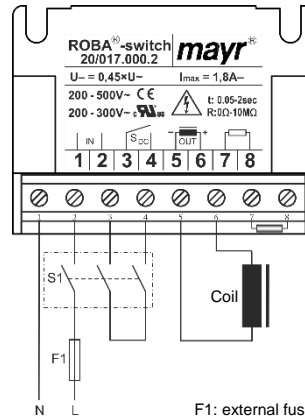 ROBA®-switch
20/017.000.2
mayr®
U⎓ = 0,45×U~
Imax = 1,8A⎓
200 - 500V~ CE
200 - 300V~ c UL us
t: 0.05-2sec
R:0Ω-10MΩ
IN
SDC
- OUT +
1 2 3 4 5 6 7 8
1 2 3 4 5 6 7 8
S1
Coil
F1
N L
F1: external fus